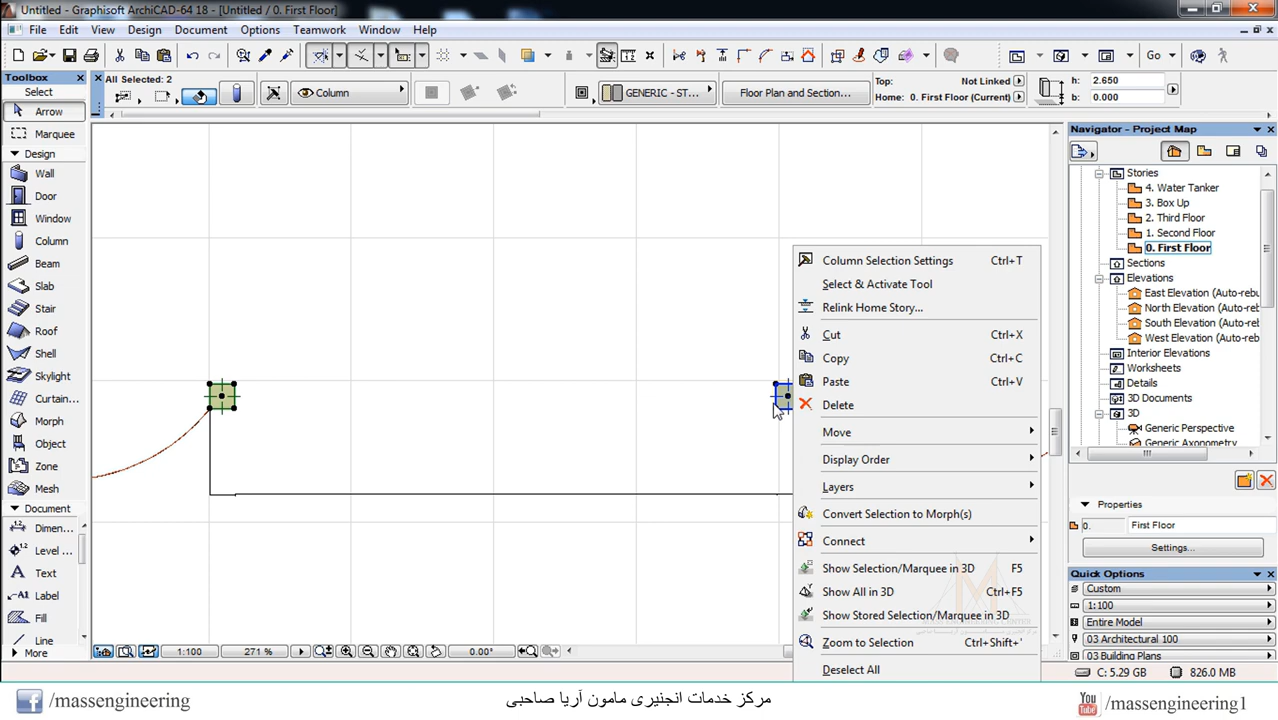 Untitled - Graphisoft ArchiCAD-64 18 - [Untitled / 0. First Floor]
File Edit View Design Document Options Teamwork Window Help
Go
Toolbox
Select
Arrow
Marquee
Design
Wall
Door
Window
Column
Beam
Slab
Stair
Roof
Shell
Skylight
Curtain...
Morph
Object
Zone
Mesh
Document
Dimen...
Level ...
Text
Label
Fill
Line
More
All Selected: 2
Column
GENERIC - ST...
Floor Plan and Section...
Top: Not Linked
Home: 0. First Floor (Current)
h: 2.650
b: 0.000
Column Selection Settings Ctrl+T
Select & Activate Tool
Relink Home Story...
Cut Ctrl+X
Copy Ctrl+C
Paste Ctrl+V
Delete
Move
Display Order
Layers
Convert Selection to Morph(s)
Connect
Show Selection/Marquee in 3D F5
Show All in 3D Ctrl+F5
Show Stored Selection/Marquee in 3D
Zoom to Selection Ctrl+Shift+'
Deselect All
1:100 271 % 0.00°
Navigator - Project Map
Stories
4. Water Tanker
3. Box Up
2. Third Floor
1. Second Floor
0. First Floor
Sections
Elevations
East Elevation (Auto-reb
North Elevation (Auto-reb
South Elevation (Auto-reb
West Elevation (Auto-reb
Interior Elevations
Worksheets
Details
3D Documents
3D
Generic Perspective
Generic Axonometry
Properties
0. First Floor
Settings...
Quick Options
Custom
1:100
Entire Model
03 Architectural 100
03 Building Plans
C: 5.29 GB 826.0 MB
/massengineering
مرکز خدمات انجنیری مامون آریا صاحبی
You Tube /massengineering1